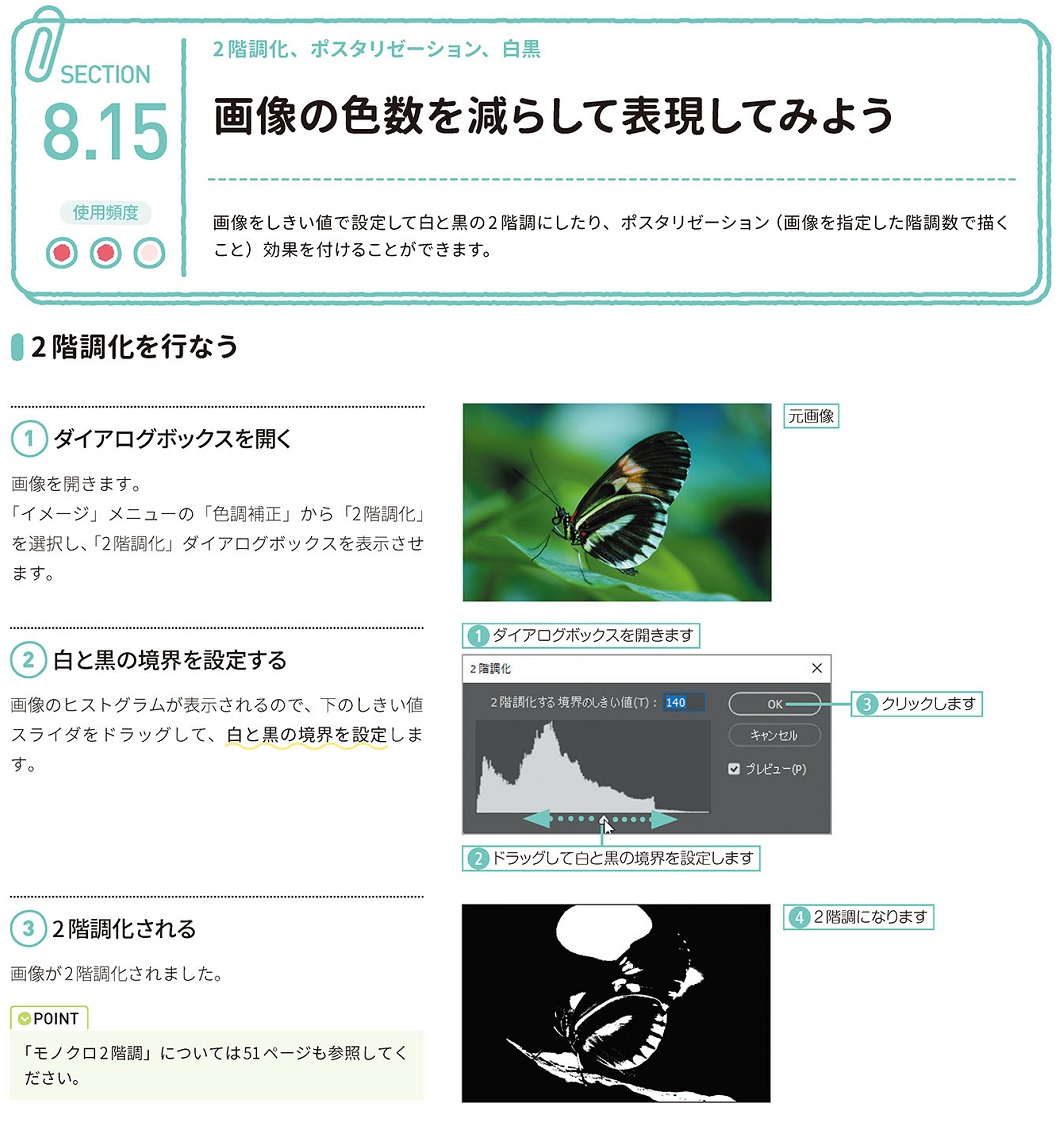 SECTION
8.15
使用頻度
2階調化、ポスタリゼーション、白黒
画像の色数を減らして表現してみよう
画像をしきい値で設定して白と黒の2階調にしたり、ポスタリゼーション（画像を指定した階調数で描く
こと）効果を付けることができます。
2階調化を行なう
1 ダイアログボックスを開く
画像を開きます。
「イメージ」メニューの「色調補正」から「2階調化」
を選択し、「2階調化」ダイアログボックスを表示させ
ます。
元画像
2 白と黒の境界を設定する
画像のヒストグラムが表示されるので、下のしきい値
スライダをドラッグして、白と黒の境界を設定しま
す。
1 ダイアログボックスを開きます
2 階調化
2 階調化する境界のしきい値(T)： 140
OK
キャンセル
プレビュー(P)
3 クリックします
2 ドラッグして白と黒の境界を設定します
3 2階調化される
画像が2階調化されました。
POINT
「モノクロ2階調」については51ページも参照してく
ださい。
4 2階調になります